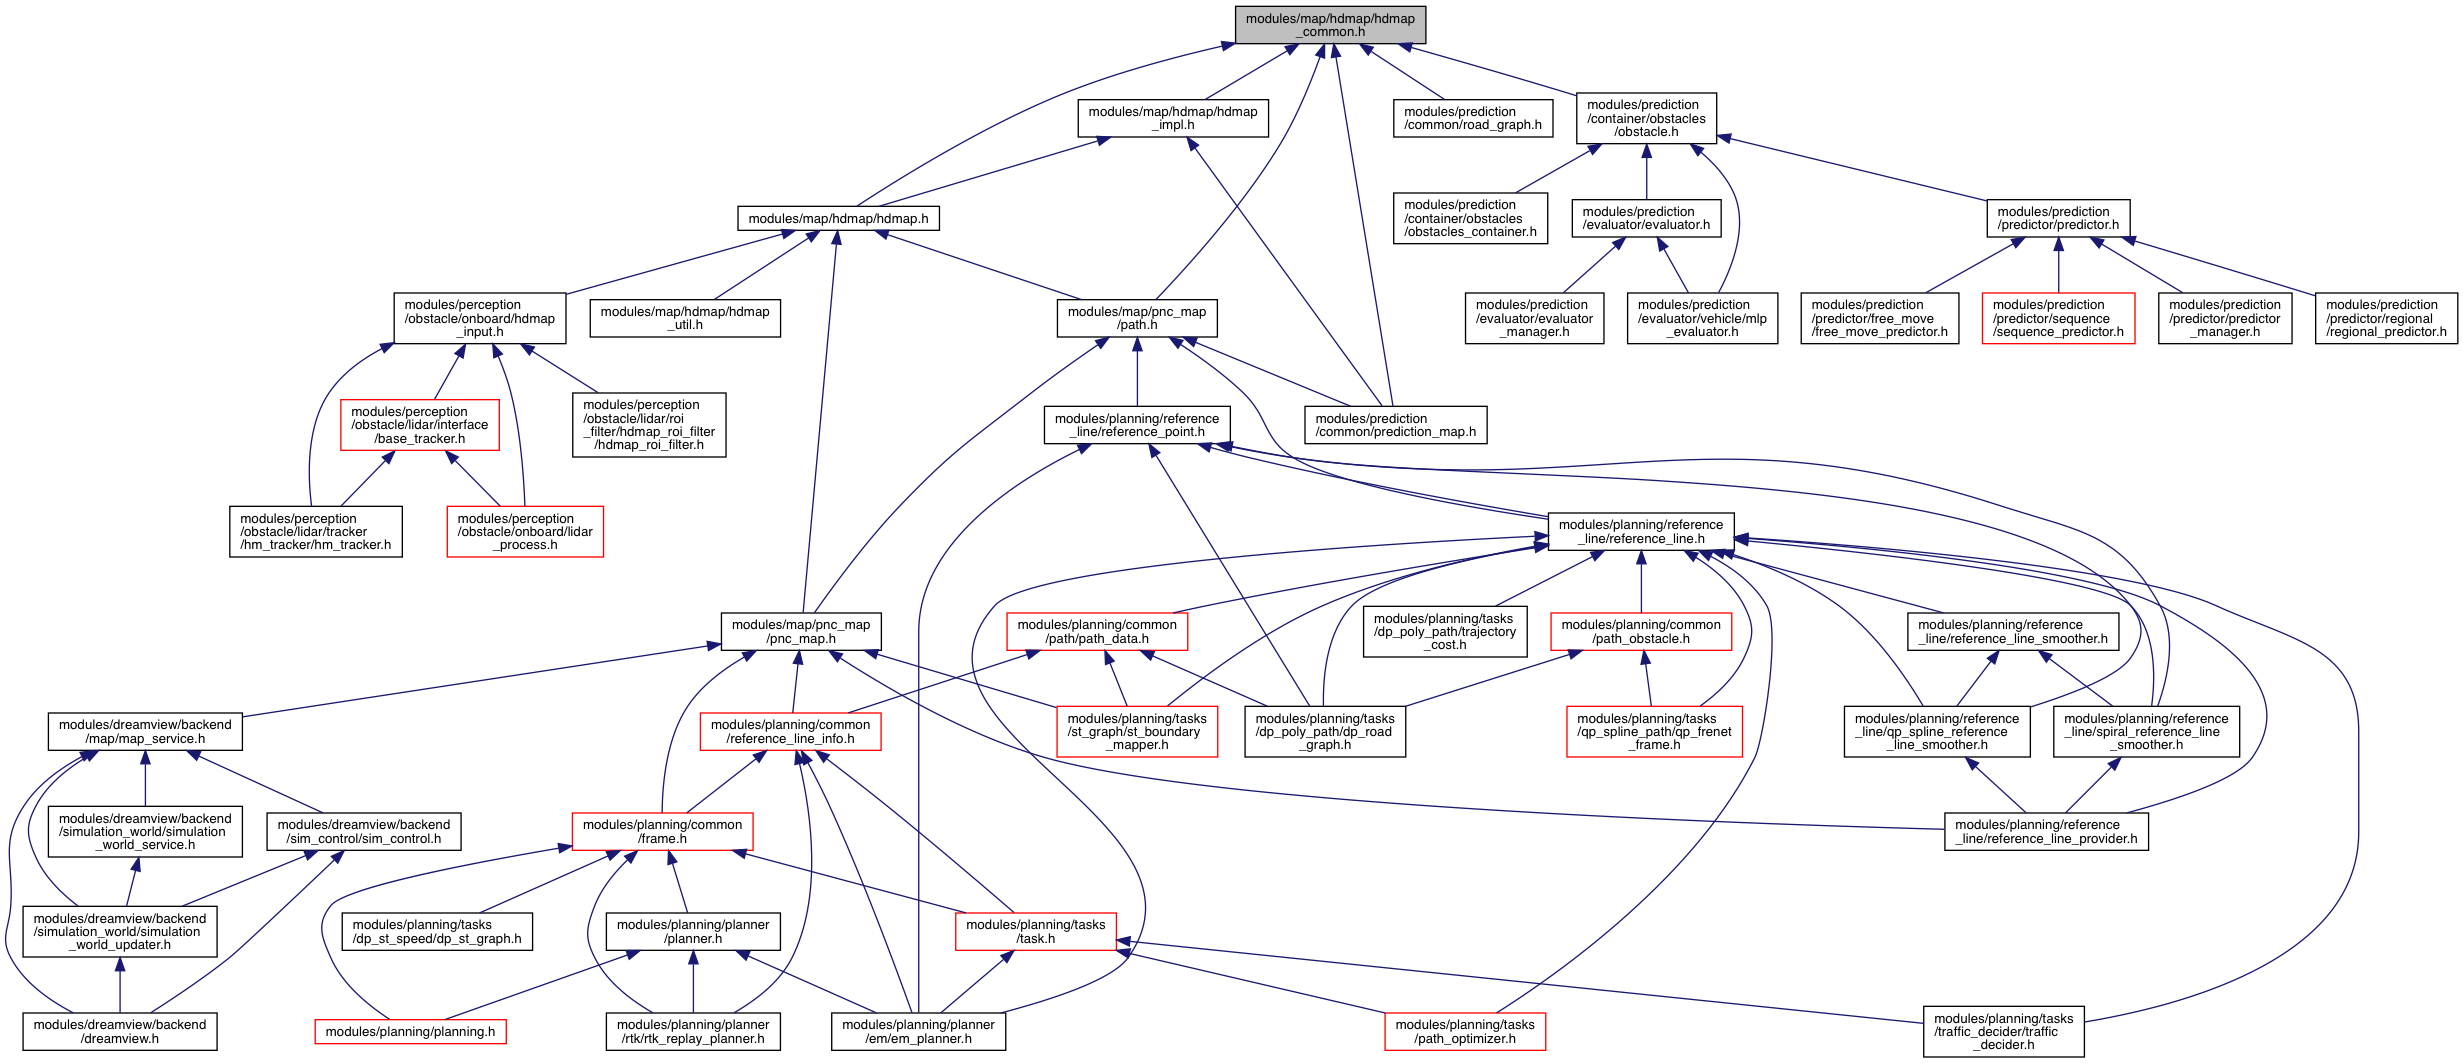 modules/map/hdmap/hdmap
_common.h
modules/map/hdmap/hdmap
_impl.h
modules/prediction
/common/road_graph.h
modules/prediction
/container/obstacles
/obstacle.h
modules/map/hdmap/hdmap.h
modules/prediction
/container/obstacles
/obstacles_container.h
modules/prediction
/evaluator/evaluator.h
modules/prediction
/predictor/predictor.h
modules/perception
/obstacle/onboard/hdmap
_input.h
modules/map/hdmap/hdmap
_util.h
modules/map/pnc_map
/path.h
modules/prediction
/evaluator/evaluator
_manager.h
modules/prediction
/evaluator/vehicle/mlp
_evaluator.h
modules/prediction
/predictor/free_move
/free_move_predictor.h
modules/prediction
/predictor/sequence
/sequence_predictor.h
modules/prediction
/predictor/predictor
_manager.h
modules/prediction
/predictor/regional
/regional_predictor.h
modules/perception
/obstacle/lidar/interface
/base_tracker.h
modules/perception
/obstacle/lidar/roi
_filter/hdmap_roi_filter
/hdmap_roi_filter.h
modules/planning/reference
_line/reference_point.h
modules/prediction
/common/prediction_map.h
modules/perception
/obstacle/lidar/tracker
/hm_tracker/hm_tracker.h
modules/perception
/obstacle/onboard/lidar
_process.h
modules/planning/reference
_line/reference_line.h
modules/map/pnc_map
/pnc_map.h
modules/planning/common
/path/path_data.h
modules/planning/tasks
/dp_poly_path/trajectory
_cost.h
modules/planning/common
/path_obstacle.h
modules/planning/reference
_line/reference_line_smoother.h
modules/dreamview/backend
/map/map_service.h
modules/planning/common
/reference_line_info.h
modules/planning/tasks
/st_graph/st_boundary
_mapper.h
modules/planning/tasks
/dp_poly_path/dp_road
_graph.h
modules/planning/tasks
/qp_spline_path/qp_frenet
_frame.h
modules/planning/reference
_line/qp_spline_reference
_line_smoother.h
modules/planning/reference
_line/spiral_reference_line
_smoother.h
modules/dreamview/backend
/simulation_world/simulation
_world_service.h
modules/dreamview/backend
/sim_control/sim_control.h
modules/planning/common
/frame.h
modules/planning/reference
_line/reference_line_provider.h
modules/dreamview/backend
/simulation_world/simulation
_world_updater.h
modules/planning/tasks
/dp_st_speed/dp_st_graph.h
modules/planning/planner
/planner.h
modules/planning/tasks
/task.h
modules/dreamview/backend
/dreamview.h
modules/planning/planning.h
modules/planning/planner
/rtk/rtk_replay_planner.h
modules/planning/planner
/em/em_planner.h
modules/planning/tasks
/path_optimizer.h
modules/planning/tasks
/traffic_decider/traffic
_decider.h